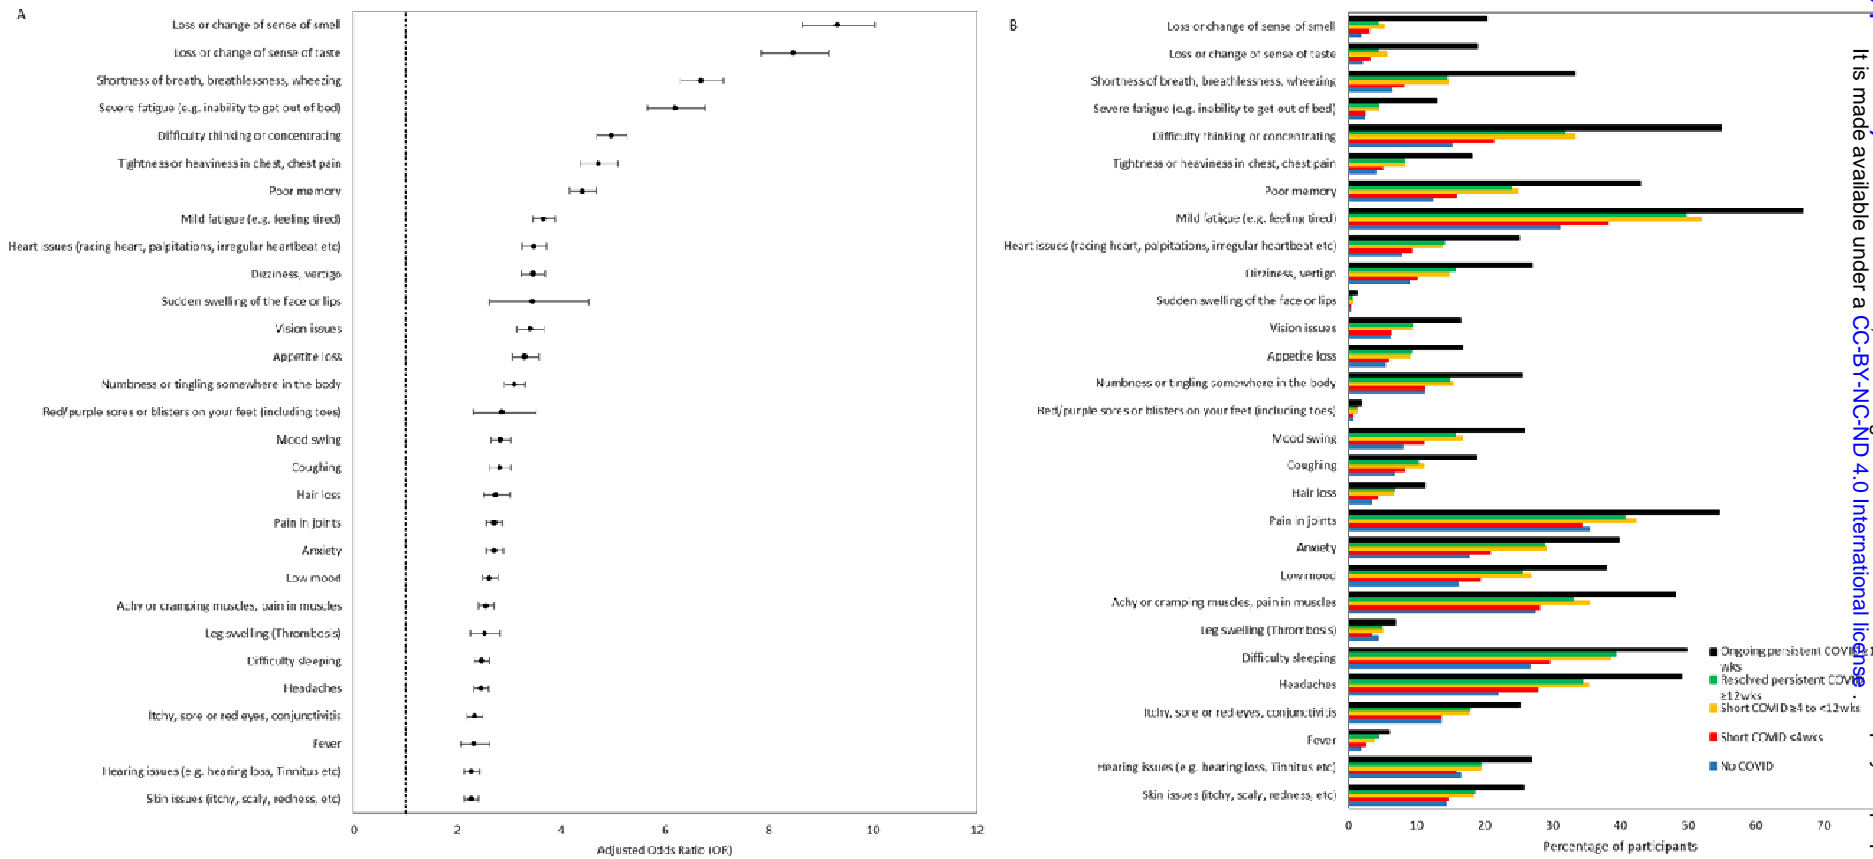 A
Loss or change of sense of smell
Loss or change of sense of taste
Shortness of breath, breathlessness, wheezing
Severe fatigue (e.g. inability to get out of bed)
Difficulty thinking or concentrating
Tightness or heaviness in chest, chest pain
Poor memory
Mild fatigue (e.g. feeling tired)
Heart issues (racing heart, palpitations, irregular heartbeat etc)
Dizziness, vertigo
Sudden swelling of the face or lips
Vision issues
Appetite loss
Numbness or tingling somewhere in the body
Red/purple sores or blisters on your feet (including toes)
Mood swing
Coughing
Hair loss
Pain in joints
Anxiety
Low mood
Achy or cramping muscles, pain in muscles
Leg swelling (Thrombosis)
Difficulty sleeping
Headaches
Itchy, sore or red eyes, conjunctivitis
Fever
Hearing issues (e.g. hearing loss, Tinnitus etc)
Skin issues (itchy, scaly, redness, etc)
0 2 4 6 8 10 12
Adjusted Odds Ratio (OR)
B
Loss or change of sense of smell
Loss or change of sense of taste
Shortness of breath, breathlessness, wheezing
Severe fatigue (e.g. inability to get out of bed)
Difficulty thinking or concentrating
Tightness or heaviness in chest, chest pain
Poor memory
Mild fatigue (e.g. feeling tired)
Heart issues (racing heart, palpitations, irregular heartbeat etc)
Dizziness, vertigo
Sudden swelling of the face or lips
Vision issues
Appetite loss
Numbness or tingling somewhere in the body
Red/purple sores or blisters on your feet (including toes)
Mood swing
Coughing
Hair loss
Pain in joints
Anxiety
Low mood
Achy or cramping muscles, pain in muscles
Leg swelling (Thrombosis)
Difficulty sleeping
Headaches
Itchy, sore or red eyes, conjunctivitis
Fever
Hearing issues (e.g. hearing loss, Tinnitus etc)
Skin issues (itchy, scaly, redness, etc)
0 10 20 30 40 50 60 70
Percentage of participants
Ongoing persistent COVID
wks
Resolved persistent COVID
≥12wks
Short COVID ≥4 to <12wks
Short COVID <4wks
No COVID
It is made available under a CC-BY-NC-ND 4.0 International license .